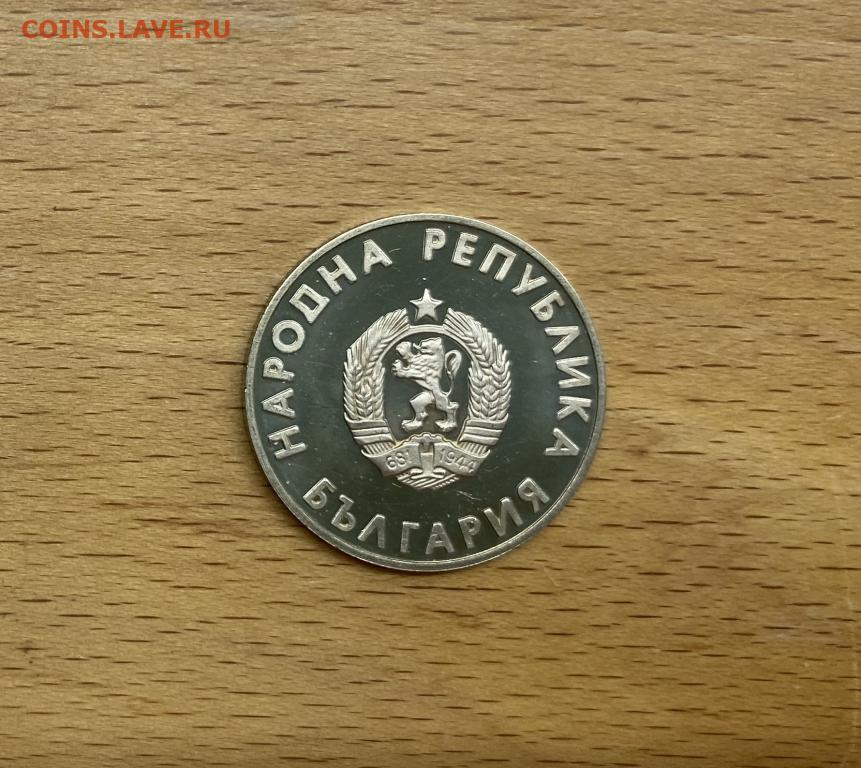 COINS.LAVE.RU
НАРОДНА РЕПУБЛИКА
БЪЛГАРИЯ
681 1944